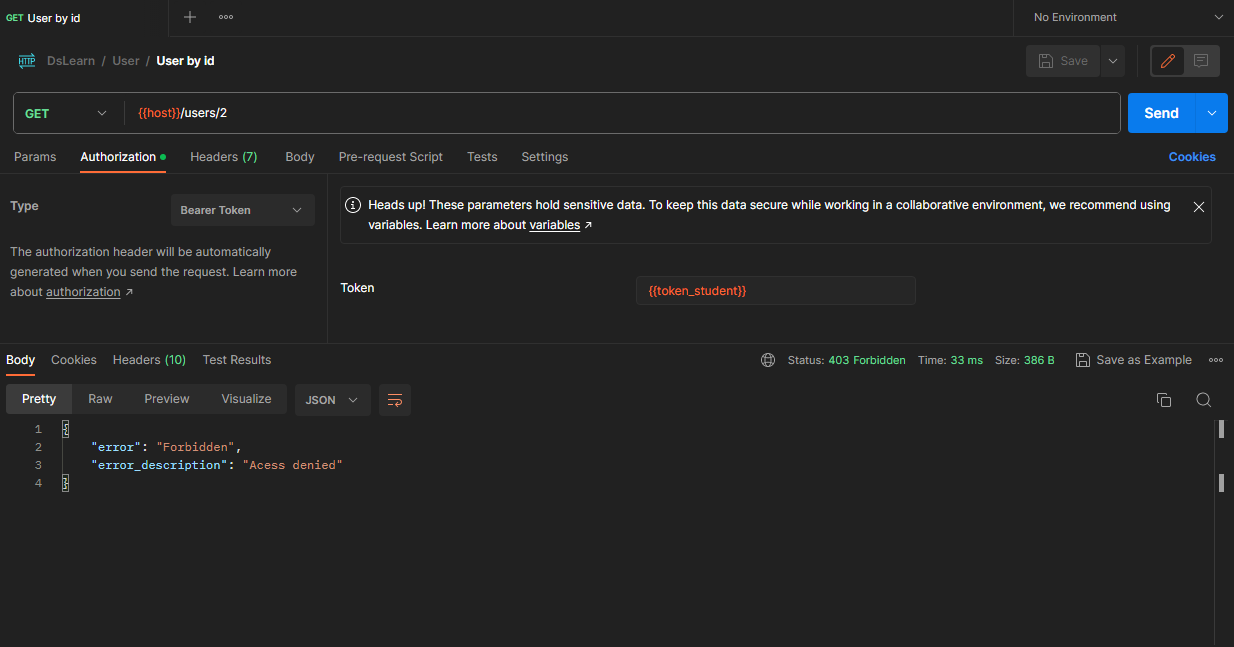 GET User by id
No Environment
HTTP DsLearn / User / User by id
Save
GET {{host}}/users/2
Send
Params Authorization Headers (7) Body Pre-request Script Tests Settings Cookies
Type Bearer Token
The authorization header will be automatically
generated when you send the request. Learn more
about authorization ↗
Heads up! These parameters hold sensitive data. To keep this data secure while working in a collaborative environment, we recommend using
variables. Learn more about variables ↗
Token {{token_student}}
Body Cookies Headers (10) Test Results Status: 403 Forbidden Time: 33 ms Size: 386 B Save as Example
Pretty Raw Preview Visualize JSON
1 {
2 "error": "Forbidden",
3 "error_description": "Acess denied"
4 }